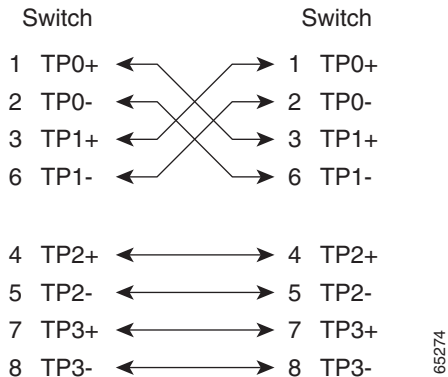 Switch Switch
1 TP0+ 1 TP0+
2 TP0- 2 TP0-
3 TP1+ 3 TP1+
6 TP1- 6 TP1-
4 TP2+ 4 TP2+
5 TP2- 5 TP2-
7 TP3+ 7 TP3+
8 TP3- 8 TP3-
65274